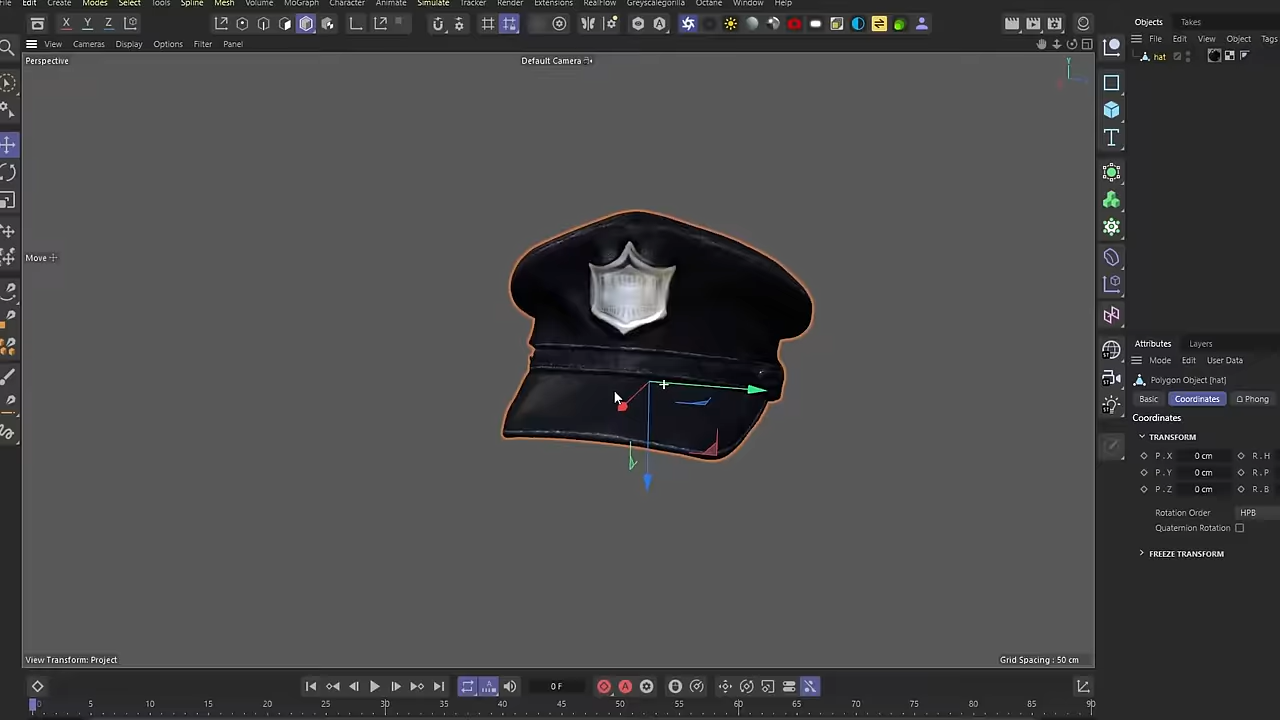 File Edit Create Modes Select Tools Spline Mesh Volume MoGraph Character Animate Simulate Tracker Render Extensions RealFlow Greyscalegorilla Octane Window Help
X Y Z
Objects Takes
View Cameras Display Options Filter Panel
File Edit View Object Tags
Perspective
Default Camera
Y
hat
Move
Attributes Layers
Mode Edit User Data
Polygon Object [hat]
Basic Coordinates Phong
Coordinates
TRANSFORM
P.X 0 cm R.H
P.Y 0 cm R.P
P.Z 0 cm R.B
Rotation Order HPB
Quaternion Rotation
FREEZE TRANSFORM
View Transform: Project
Grid Spacing : 50 cm
0 F
0 5 10 15 20 25 30 35 40 45 50 55 60 65 70 75 80 85 90